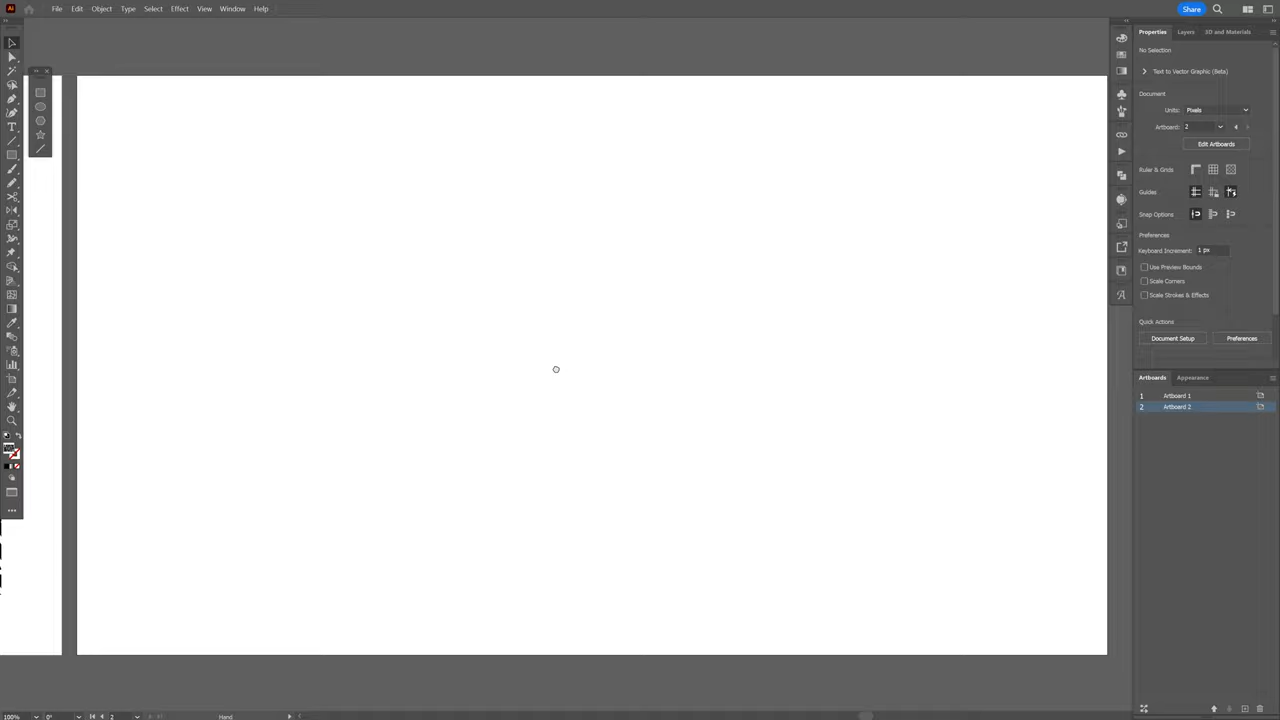 Ai File Edit Object Type Select Effect View Window Help Share
Properties Layers 3D and Materials
No Selection
Text to Vector Graphic (Beta)
Document
Units: Pixels
Artboard: 2
Edit Artboards
Ruler & Grids
Guides
Snap Options
Preferences
Keyboard Increment: 1 px
Use Preview Bounds
Scale Corners
Scale Strokes & Effects
Quick Actions
Document Setup Preferences
Artboards Appearance
1 Artboard 1
2 Artboard 2
100% 0° 2 Hand